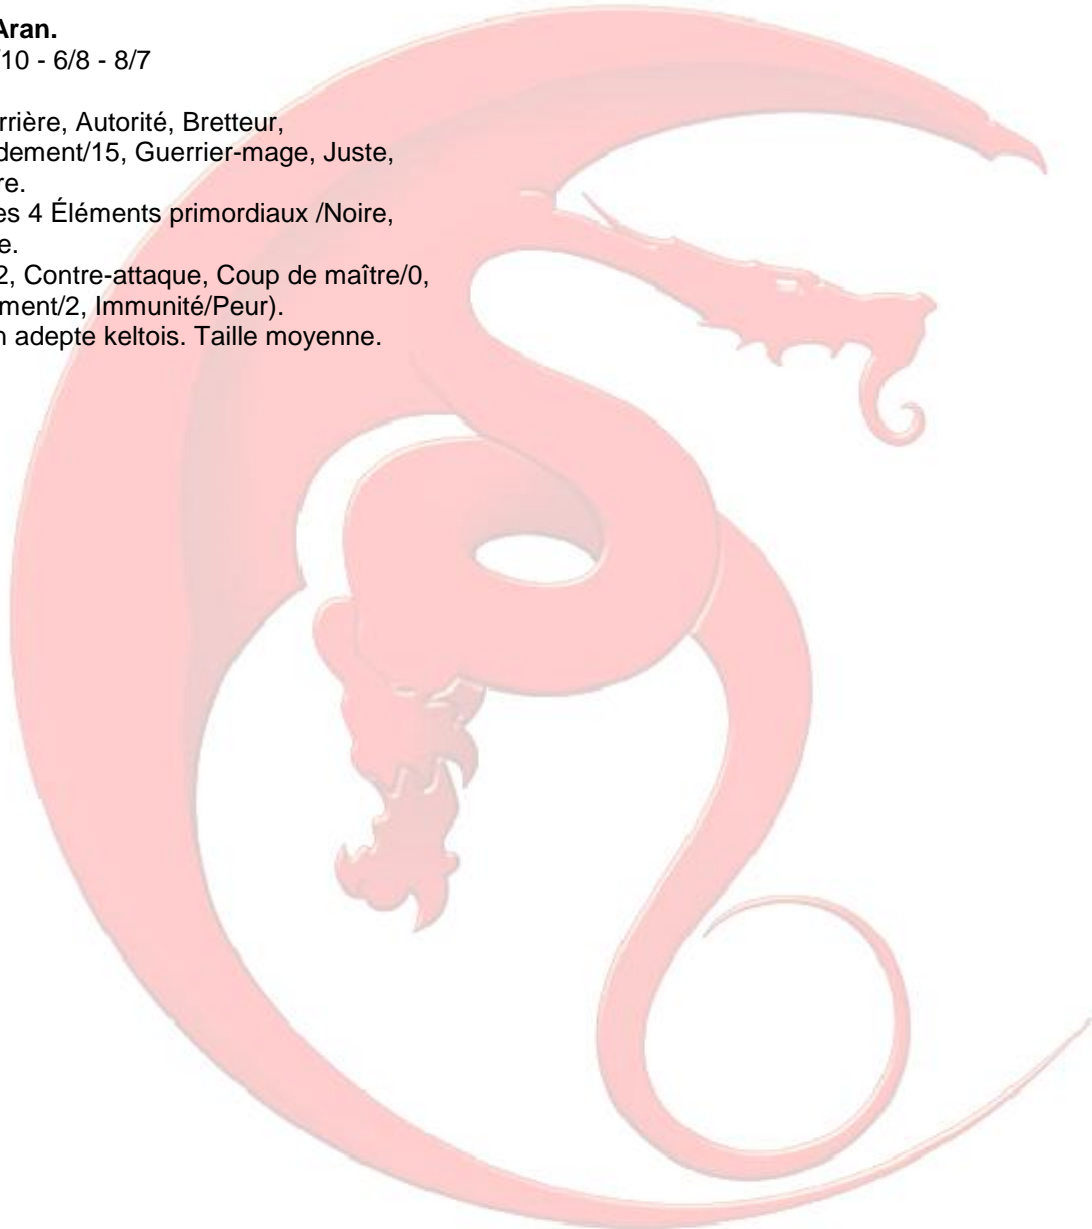 Aran.
/10 - 6/8 - 8/7
rrière, Autorité, Bretteur,
dement/15, Guerrier-mage, Juste,
re.
es 4 Éléments primordiaux /Noire,
e.
2, Contre-attaque, Coup de maître/0,
ment/2, Immunité/Peur).
n adepte keltois. Taille moyenne.